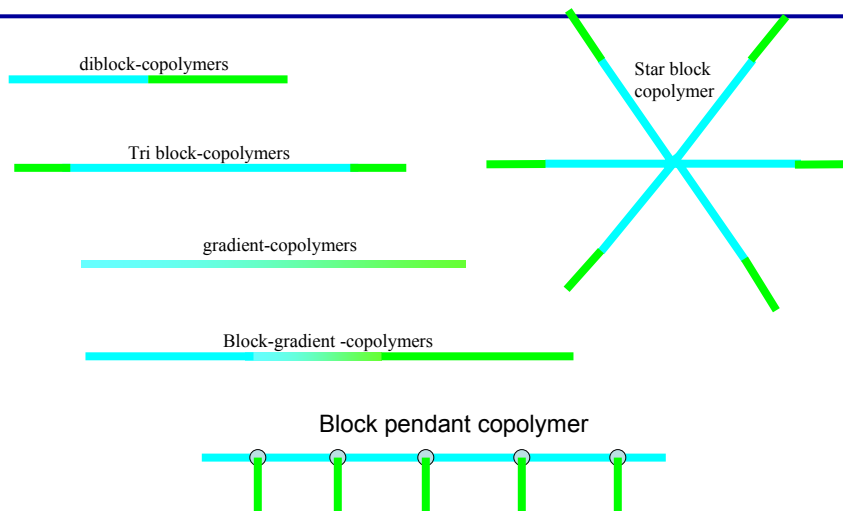 diblock-copolymers
Star block
copolymer
Tri block-copolymers
gradient-copolymers
Block-gradient -copolymers
Block pendant copolymer